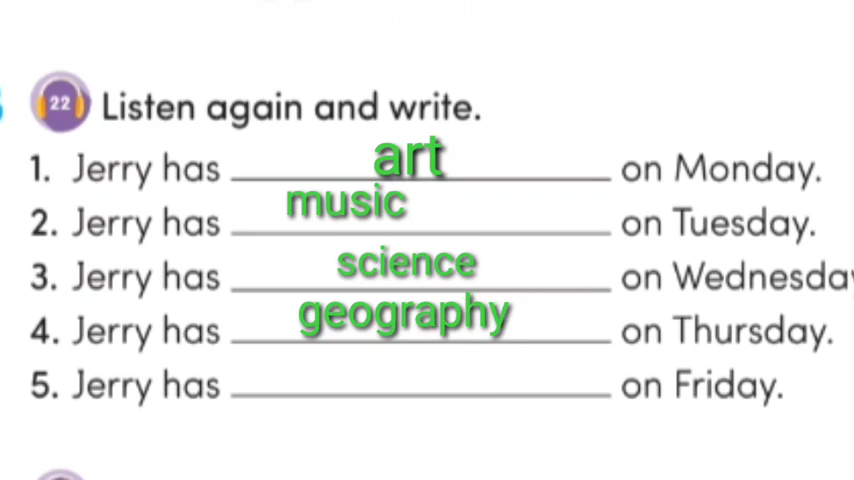 22 Listen again and write.
1. Jerry has art on Monday.
2. Jerry has music on Tuesday.
3. Jerry has science on Wednesday
4. Jerry has geography on Thursday.
5. Jerry has on Friday.